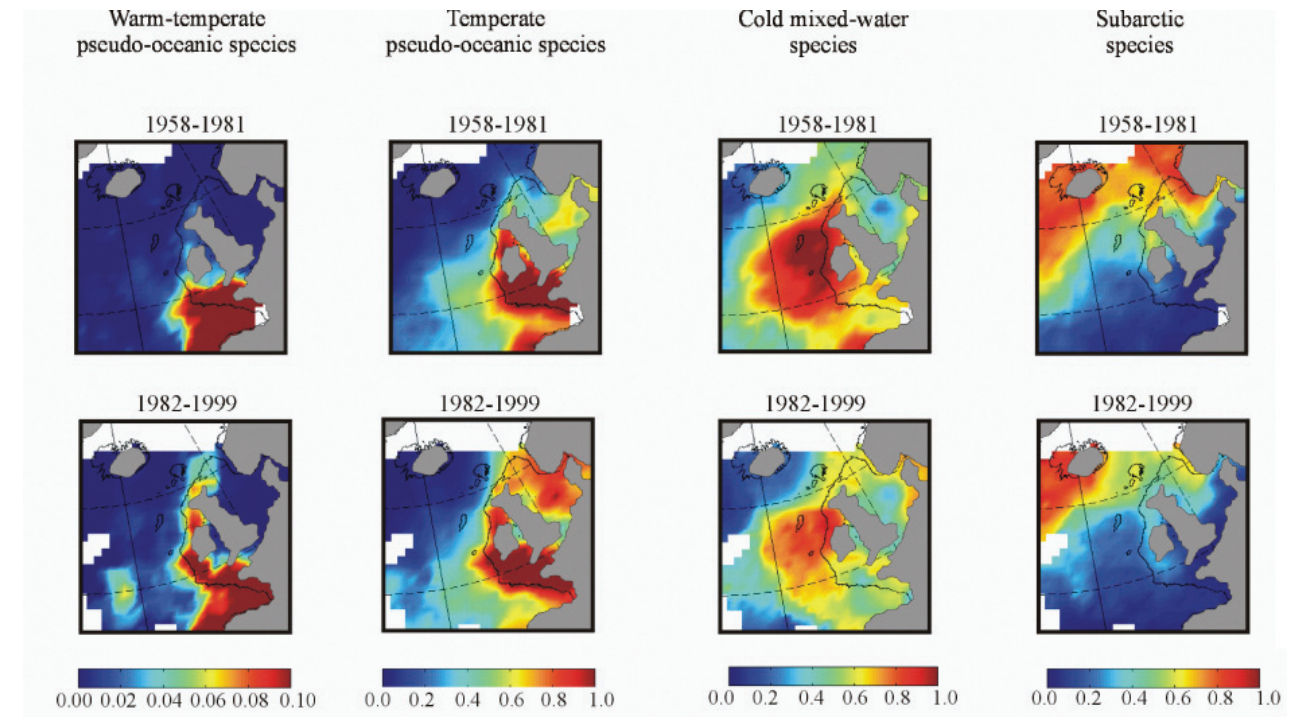 Warm-temperate
pseudo-oceanic species
Temperate
pseudo-oceanic species
Cold mixed-water
species
Subarctic
species
1958-1981
1958-1981
1958-1981
1958-1981
1982-1999
1982-1999
1982-1999
1982-1999
0.00 0.02 0.04 0.06 0.08 0.10
0.0 0.2 0.4 0.6 0.8 1.0
0.0 0.2 0.4 0.6 0.8 1.0
0.0 0.2 0.4 0.6 0.8 1.0